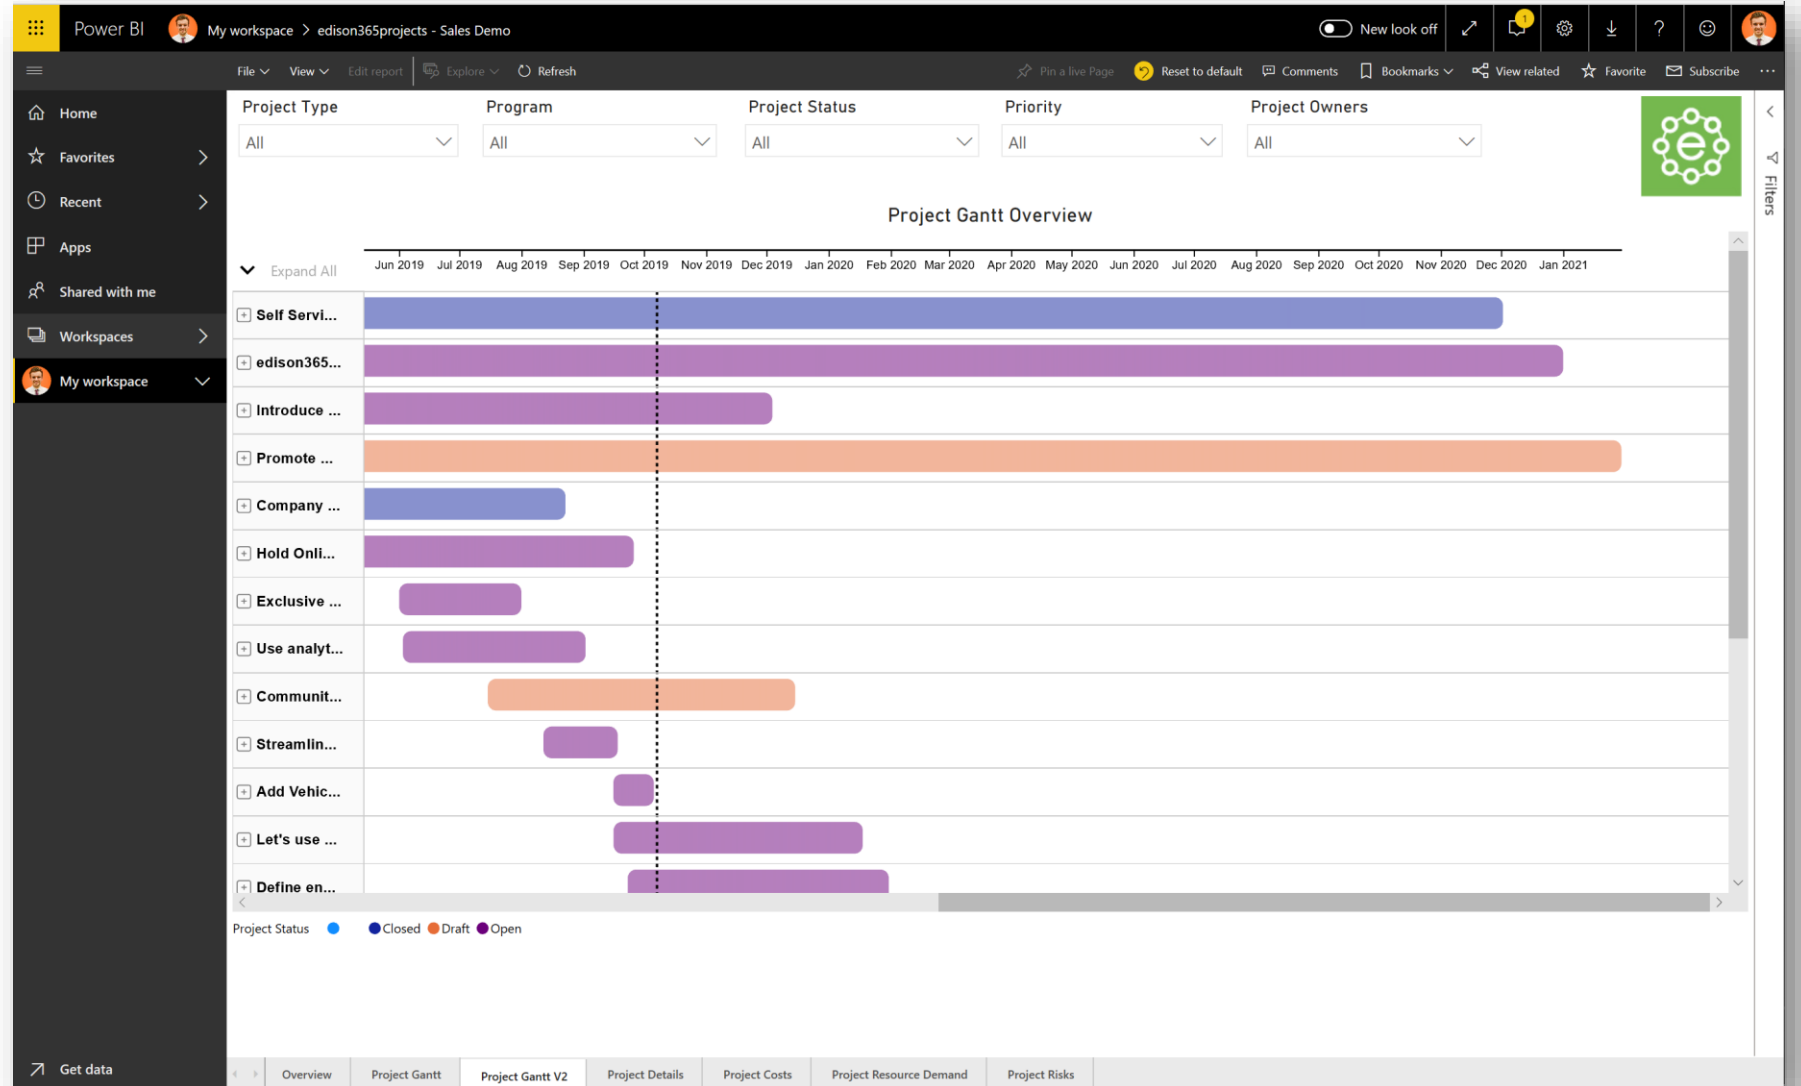 Power BI My workspace > edison365projects - Sales Demo New look off 1 ?
File View Edit report Explore Refresh Pin a live Page Reset to default Comments Bookmarks View related Favorite Subscribe ...
Home
Favorites
Recent
Apps
Shared with me
Workspaces
My workspace
Get data
Project Type Program Project Status Priority Project Owners
All All All All All
e
Filters
Project Gantt Overview
Expand All
Jun 2019 Jul 2019 Aug 2019 Sep 2019 Oct 2019 Nov 2019 Dec 2019 Jan 2020 Feb 2020 Mar 2020 Apr 2020 May 2020 Jun 2020 Jul 2020 Aug 2020 Sep 2020 Oct 2020 Nov 2020 Dec 2020 Jan 2021
Self Servi...
edison365...
Introduce ...
Promote ...
Company ...
Hold Onli...
Exclusive ...
Use analyt...
Communit...
Streamlin...
Add Vehic...
Let's use ...
Define en...
Project Status Closed Draft Open
Overview Project Gantt Project Gantt V2 Project Details Project Costs Project Resource Demand Project Risks